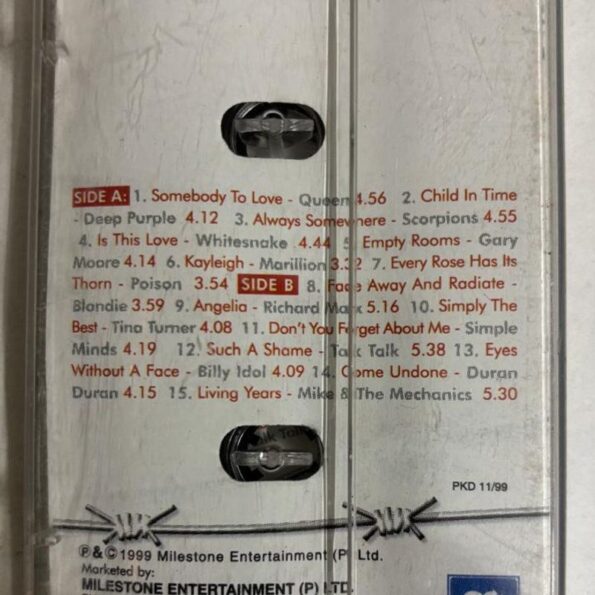 SIDE A: 1. Somebody To Love - Queen 4.56 2. Child In Time
- Deep Purple 4.12 3. Always Somewhere - Scorpions 4.55
4. Is This Love - Whitesnake 4.44 5. Empty Rooms - Gary
Moore 4.14 6. Kayleigh - Marillion 3.32 7. Every Rose Has Its
Thorn - Poison 3.54 SIDE B 8. Fade Away And Radiate -
Blondie 3.59 9. Angelia - Richard Marx 5.16 10. Simply The
Best - Tina Turner 4.08 11. Don't You Forget About Me - Simple
Minds 4.19 12. Such A Shame - Talk Talk 5.38 13. Eyes
Without A Face - Billy Idol 4.09 14. Come Undone - Duran
Duran 4.15 15. Living Years - Mike & The Mechanics 5.30
Talk
PKD 11/99
℗ & © 1999 Milestone Entertainment (P) Ltd.
Marketed by:
MILESTONE ENTERTAINMENT (P) LTD.